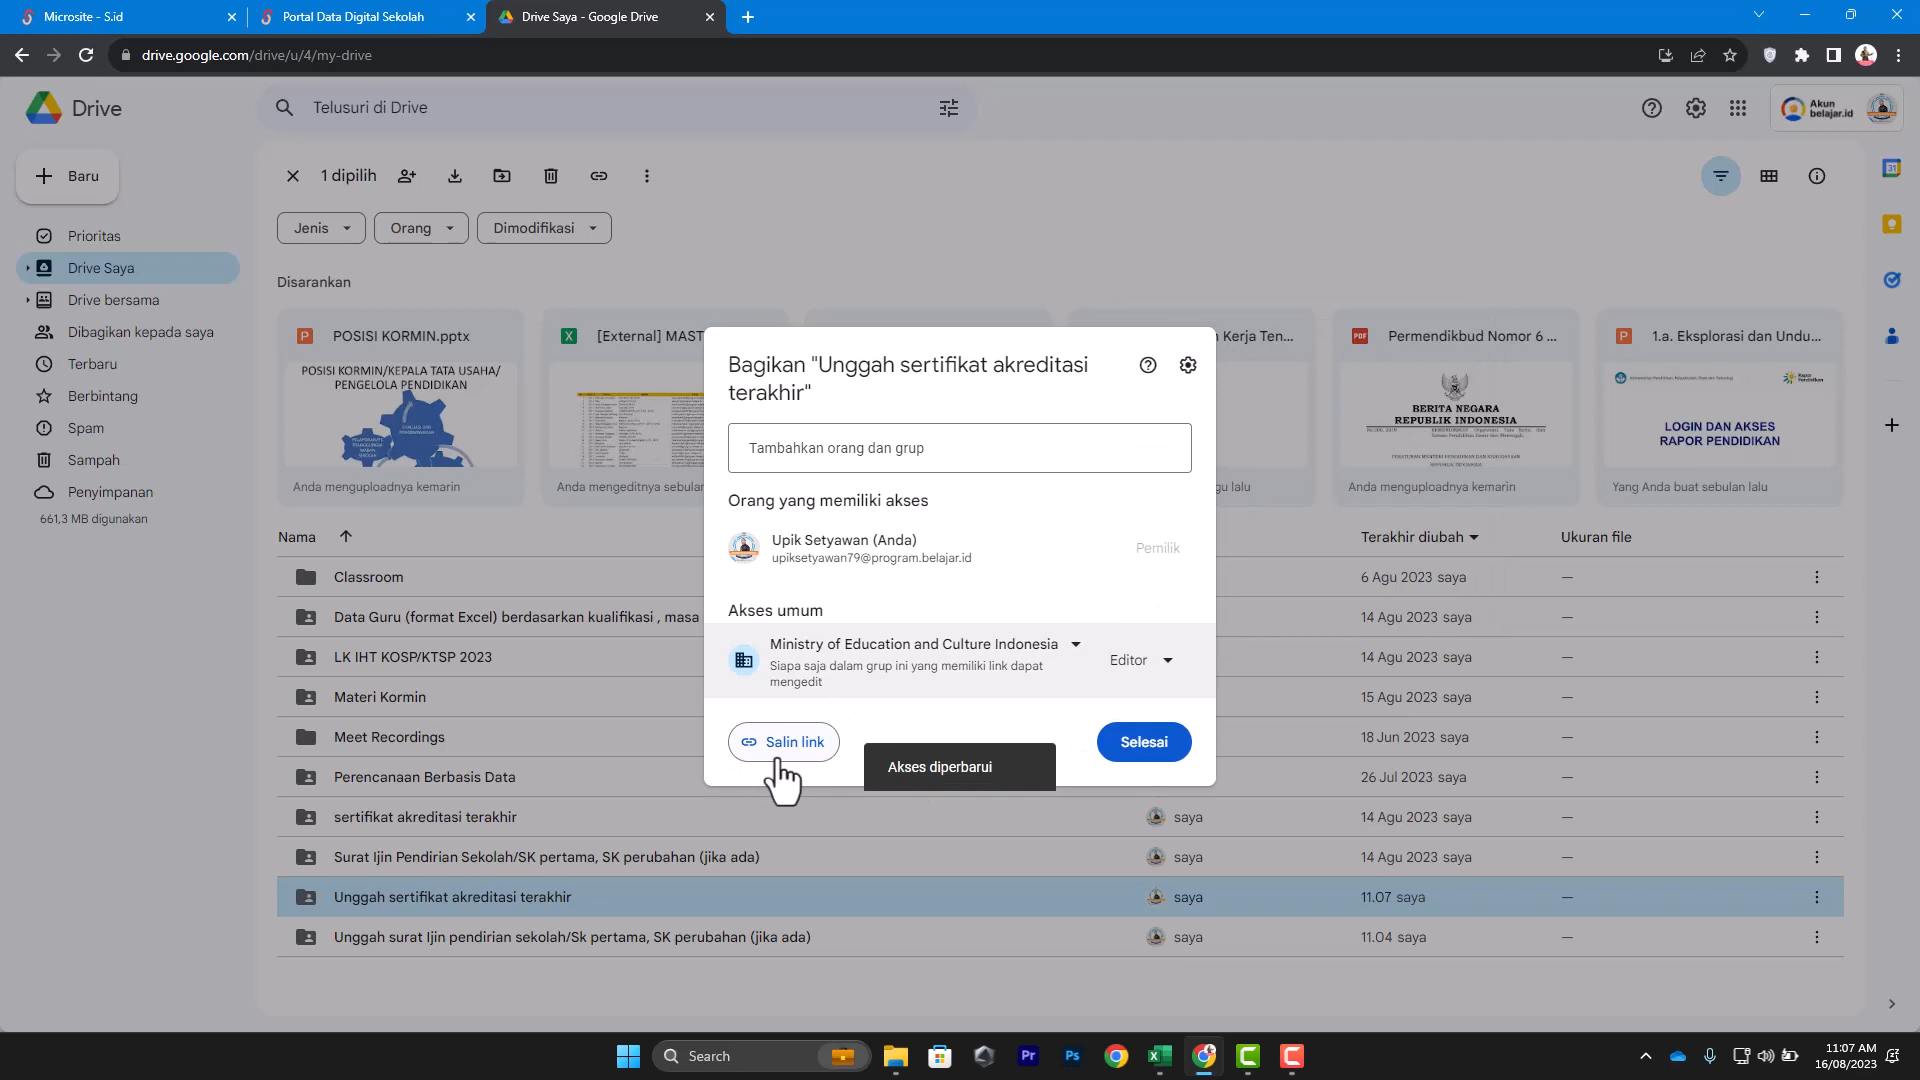 Microsite - S.id
Portal Data Digital Sekolah
Drive Saya - Google Drive
drive.google.com/drive/u/4/my-drive
Drive
Telusuri di Drive
Akun
belajar.id
Baru
1 dipilih
Jenis
Orang
Dimodifikasi
Prioritas
Drive Saya
Drive bersama
Dibagikan kepada saya
Terbaru
Berbintang
Spam
Sampah
Penyimpanan
661,3 MB digunakan
Disarankan
POSISI KORMIN.pptx
POSISI KORMIN/KEPALA TATA USAHA/
PENGELOLA PENDIDIKAN
Anda menguploadnya kemarin
[External] MAST
Anda mengeditnya sebulan
n Kerja Ten...
gu lalu
Permendikbud Nomor 6 ...
BERITA NEGARA
REPUBLIK INDONESIA
Anda menguploadnya kemarin
1.a. Eksplorasi dan Undu...
LOGIN DAN AKSES
RAPOR PENDIDIKAN
Yang Anda buat sebulan lalu
Bagikan "Unggah sertifikat akreditasi
terakhir"
Tambahkan orang dan grup
Orang yang memiliki akses
Upik Setyawan (Anda)
upiksetyawan79@program.belajar.id
Pemilik
Akses umum
Ministry of Education and Culture Indonesia
Siapa saja dalam grup ini yang memiliki link dapat
mengedit
Editor
Salin link
Selesai
Akses diperbarui
Nama
Terakhir diubah
Ukuran file
Classroom
6 Agu 2023 saya
—
Data Guru (format Excel) berdasarkan kualifikasi , masa
14 Agu 2023 saya
—
LK IHT KOSP/KTSP 2023
14 Agu 2023 saya
—
Materi Kormin
15 Agu 2023 saya
—
Meet Recordings
18 Jun 2023 saya
—
Perencanaan Berbasis Data
26 Jul 2023 saya
—
sertifikat akreditasi terakhir
saya
14 Agu 2023 saya
—
Surat Ijin Pendirian Sekolah/SK pertama, SK perubahan (jika ada)
saya
14 Agu 2023 saya
—
Unggah sertifikat akreditasi terakhir
saya
11.07 saya
—
Unggah surat Ijin pendirian sekolah/Sk pertama, SK perubahan (jika ada)
saya
11.04 saya
—
Search
Pr
Ps
11:07 AM
16/08/2023